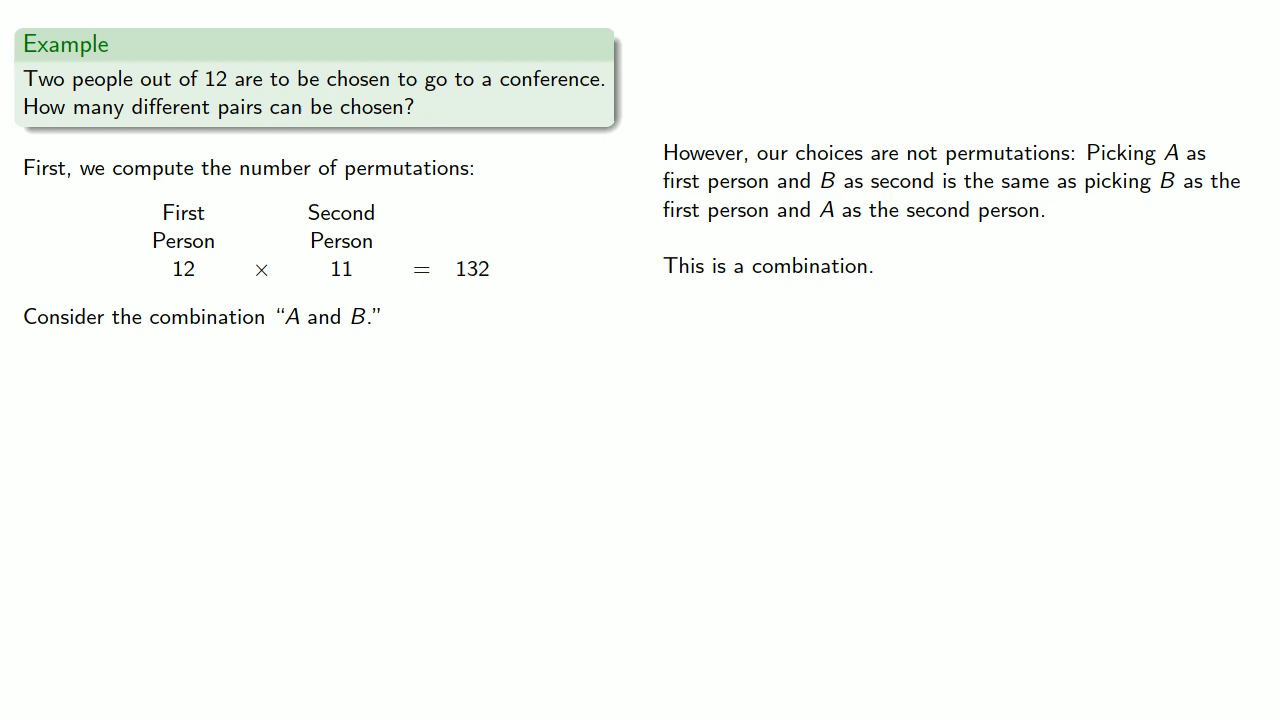 Example
Two people out of 12 are to be chosen to go to a conference.
How many different pairs can be chosen?
First, we compute the number of permutations:
First Second
Person Person
12 × 11 = 132
Consider the combination “A and B.”
However, our choices are not permutations: Picking A as
first person and B as second is the same as picking B as the
first person and A as the second person.
This is a combination.